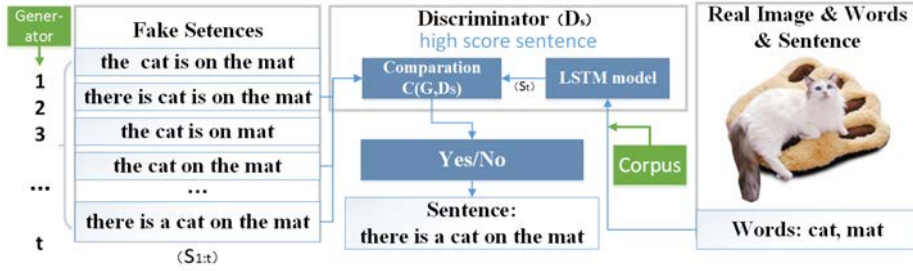 Gener-
ator
1
2
3
...
t
Fake Setences
the cat is on the mat
there is cat is on the mat
the cat is on mat
the cat on the mat
...
there is a cat on the mat
(S1:t)
Discriminator (Ds)
high score sentence
Comparation
C(G,Ds)
(St)
LSTM model
Yes/No
Corpus
Sentence:
there is a cat on the mat
Real Image & Words
& Sentence
Words: cat, mat